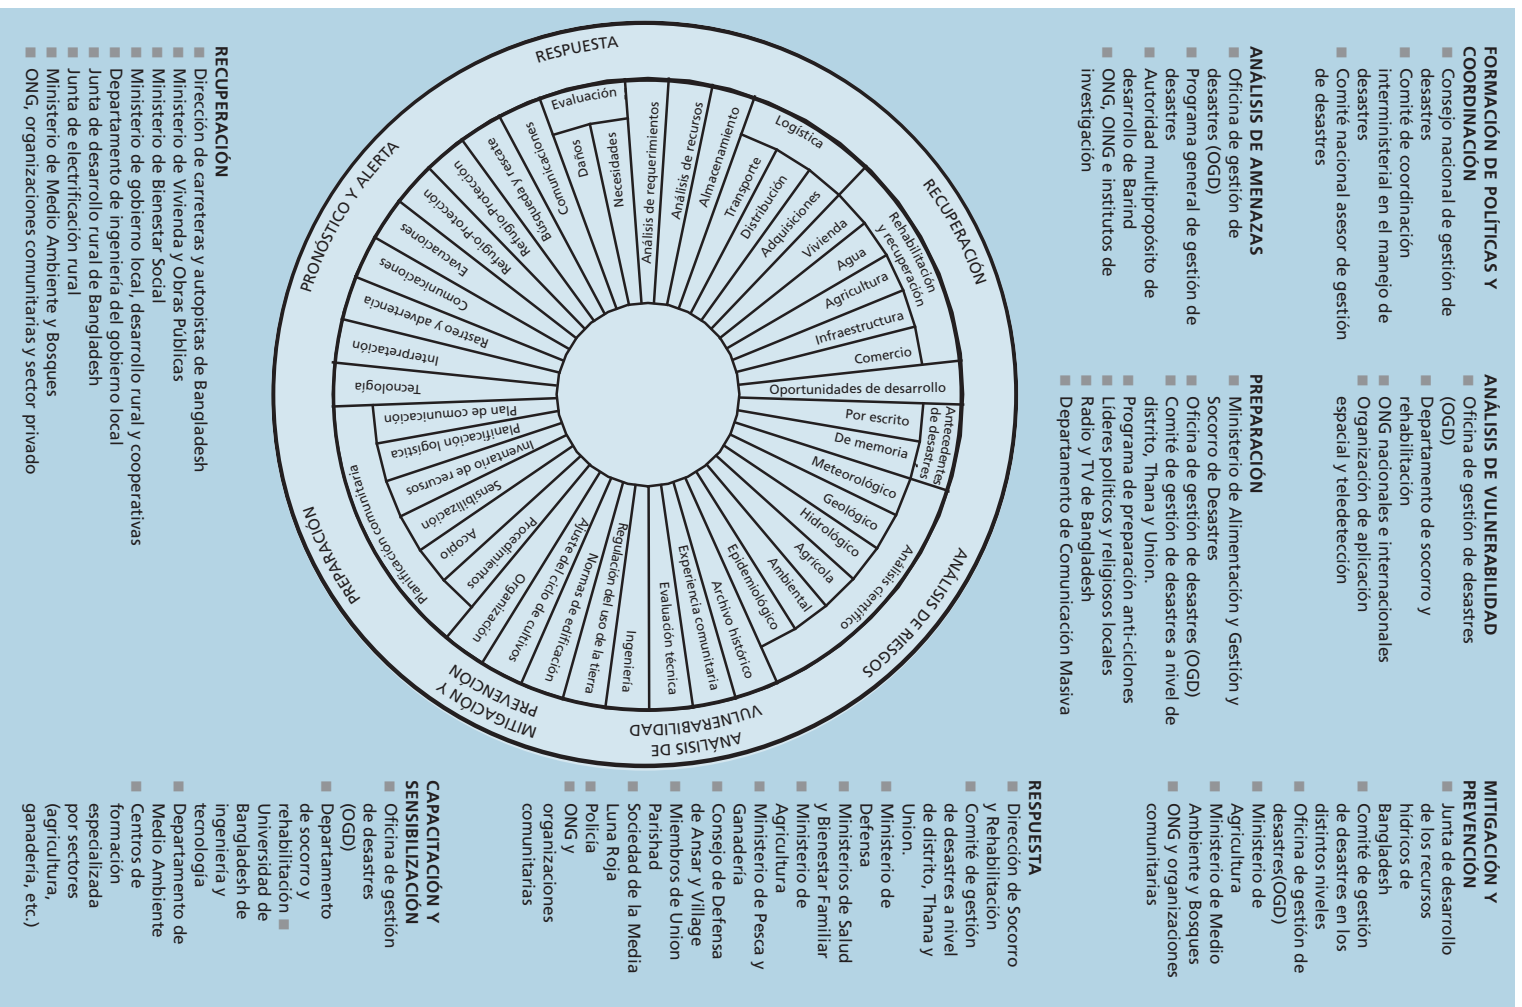 FORMACIÓN DE POLÍTICAS Y
COORDINACIÓN
Consejo nacional de gestión de
desastres
Comité de coordinación
interministerial en el manejo de
desastres
Comité nacional asesor de gestión
de desastres
ANÁLISIS DE VULNERABILIDAD
Oficina de gestión de desastres
(OGD)
Departamento de socorro y
rehabilitación
ONG nacionales e internacionales
Organización de aplicación
espacial y teledetección
MITIGACIÓN Y
PREVENCIÓN
Junta de desarrollo
de los recursos
hídricos de
Bangladesh
Comité de gestión
de desastres en los
distintos niveles
Oficina de gestión de
desastres(OGD)
Ministerio de
Agricultura
Ministerio de Medio
Ambiente y Bosques
ONG y organizaciones
comunitarias
ANÁLISIS DE AMENAZAS
Oficina de gestión de
desastres (OGD)
Programa general de gestión de
desastres
Autoridad multipropósito de
desarrollo de Barind
ONG, OING e institutos de
investigación
PREPARACIÓN
Ministerio de Alimentación y Gestión y
Socorro de Desastres
Oficina de gestión de desastres (OGD)
Comité de gestión de desastres a nivel de
distrito, Thana y Union.
Programa de preparación anti-ciclones
Líderes políticos y religiosos locales
Radio y TV de Bangladesh
Departamento de Comunicación Masiva
RESPUESTA
Dirección de Socorro
y Rehabilitación
Comité de gestión
de desastres a nivel
de distrito, Thana y
Union.
Ministerio de
Defensa
Ministerios de Salud
y Bienestar Familiar
Ministerio de
Agricultura
Ministerio de Pesca y
Ganadería
Consejo de Defensa
de Ansar y Village
Miembros de Union
Parishad
Sociedad de la Media
Luna Roja
Policía
ONG y
organizaciones
comunitarias
RECUPERACIÓN
Dirección de carreteras y autopistas de Bangladesh
Ministerio de Vivienda y Obras Públicas
Ministerio de Bienestar Social
Ministerio de gobierno local, desarrollo rural y cooperativas
Departamento de ingeniería del gobierno local
Junta de desarrollo rural de Bangladesh
Junta de electrificación rural
Ministerio de Medio Ambiente y Bosques
ONG, organizaciones comunitarias y sector privado
CAPACITACIÓN Y
SENSIBILIZACIÓN
Oficina de gestión
de desastres
(OGD)
Departamento
de socorro y
rehabilitación
Universidad de
Bangladesh de
ingeniería y
tecnología
Departamento de
Medio Ambiente
Centros de
formación
especializada
por sectores
(agricultura,
ganadería, etc.)
RESPUESTA
Comunicaciones
Evaluación
Daños
Necesidades
Análisis de requerimientos
Análisis de recursos
Almacenamiento
Logística
Transporte
Distribución
Adquisiciones
RECUPERACIÓN
Rehabilitación
y recuperación
Vivienda
Agua
Agricultura
Infraestructura
Comercio
Oportunidades de desarrollo
ANÁLISIS DE RIESGOS
Antecedentes
de desastres
Por escrito
De memoria
Análisis científico
Meteorológico
Geológico
Hidrológico
Agrícola
Ambiental
Epidemiológico
ANÁLISIS DE
VULNERABILIDAD
Archivo histórico
Experiencia comunitaria
Evaluación técnica
MITIGACIÓN Y
PREVENCIÓN
Ingeniería
Regulación del uso de la tierra
Normas de edificación
Ajuste del ciclo de cultivos
Organización
PREPARACIÓN
Planificación comunitaria
Procedimientos
Acopio
Sensibilización
Inventario de recursos
Planificación logística
Plan de comunicación
PRONÓSTICO Y ALERTA
Tecnología
Interpretación
Rastreo y advertencia
Comunicaciones
Evacuaciones
Refugio-Protección
Refugio-Protección
Búsqueda y rescate